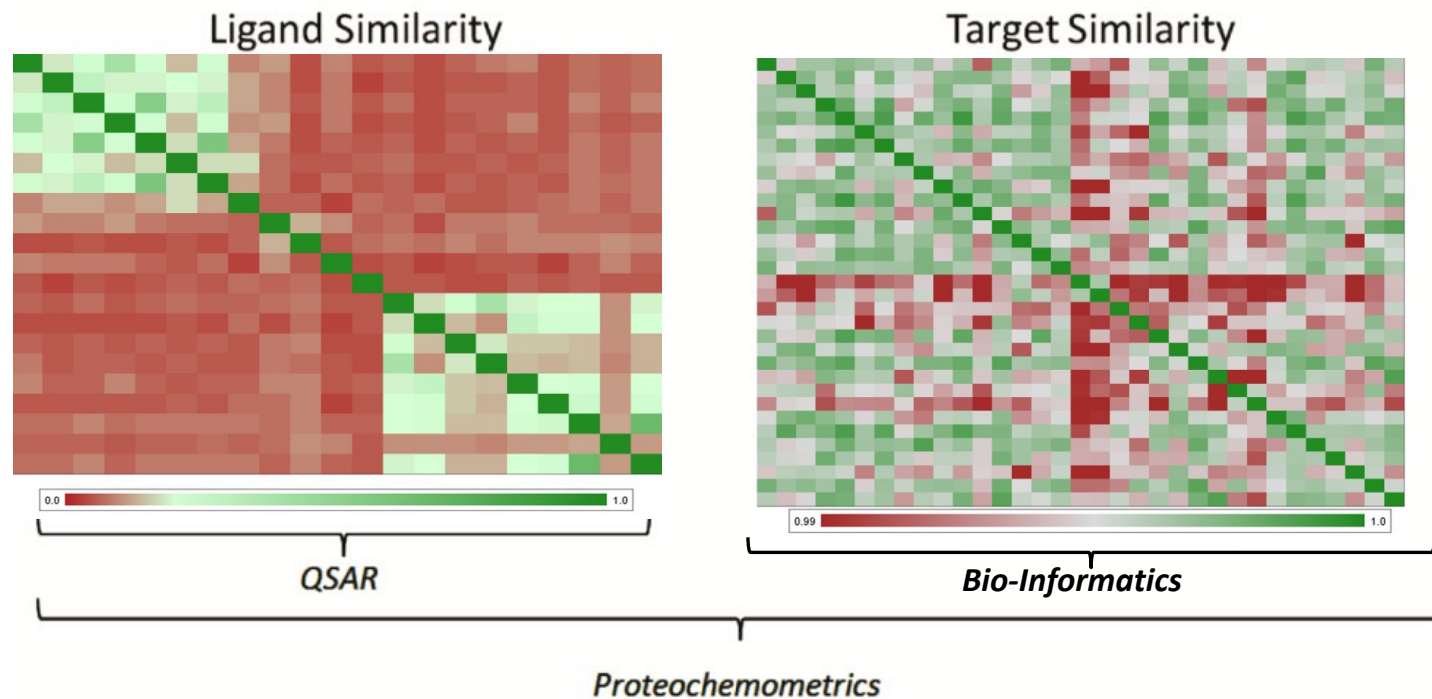 Ligand Similarity
Target Similarity
0.0
1.0
0.99
1.0
QSAR
Bio-Informatics
Proteochemometrics